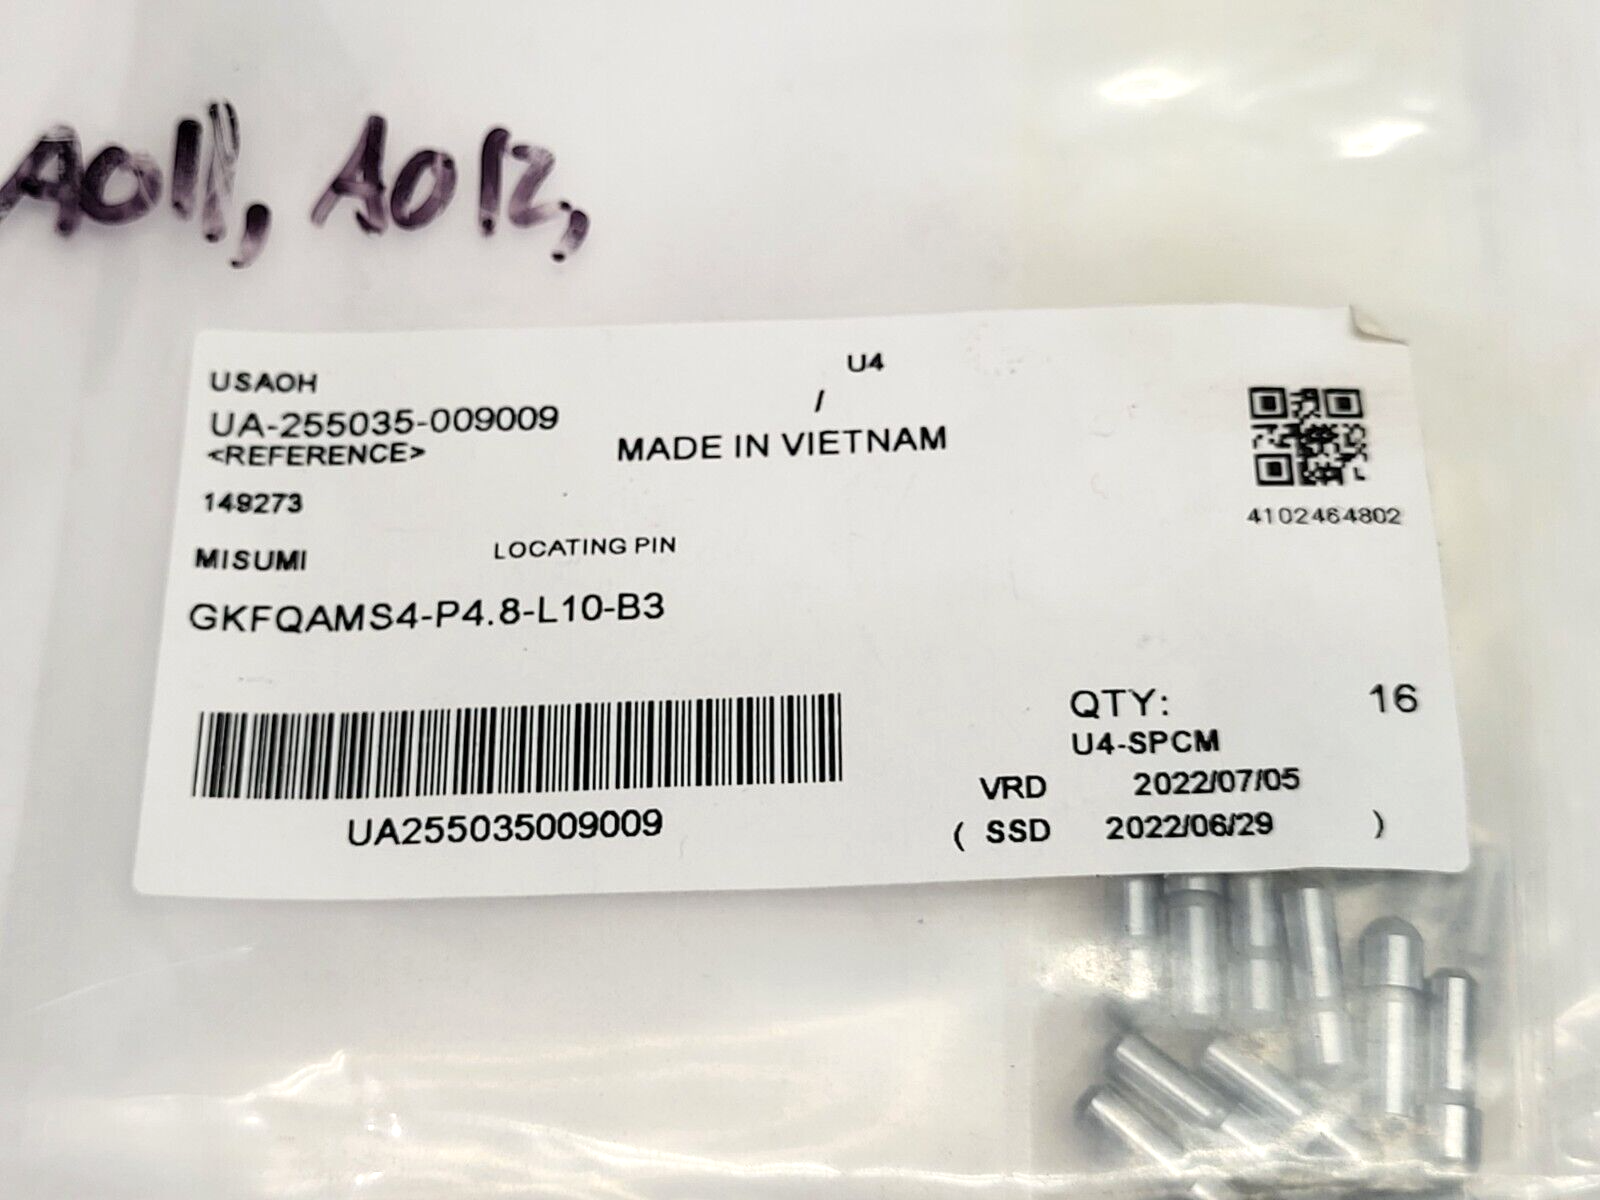 A011, A012,
USAOH
U4
UA-255035-009009
/
<REFERENCE>
MADE IN VIETNAM
149273
4102464802
MISUMI
LOCATING PIN
GKFQAMS4-P4.8-L10-B3
QTY: 16
U4-SPCM
VRD 2022/07/05
( SSD 2022/06/29 )
UA255035009009